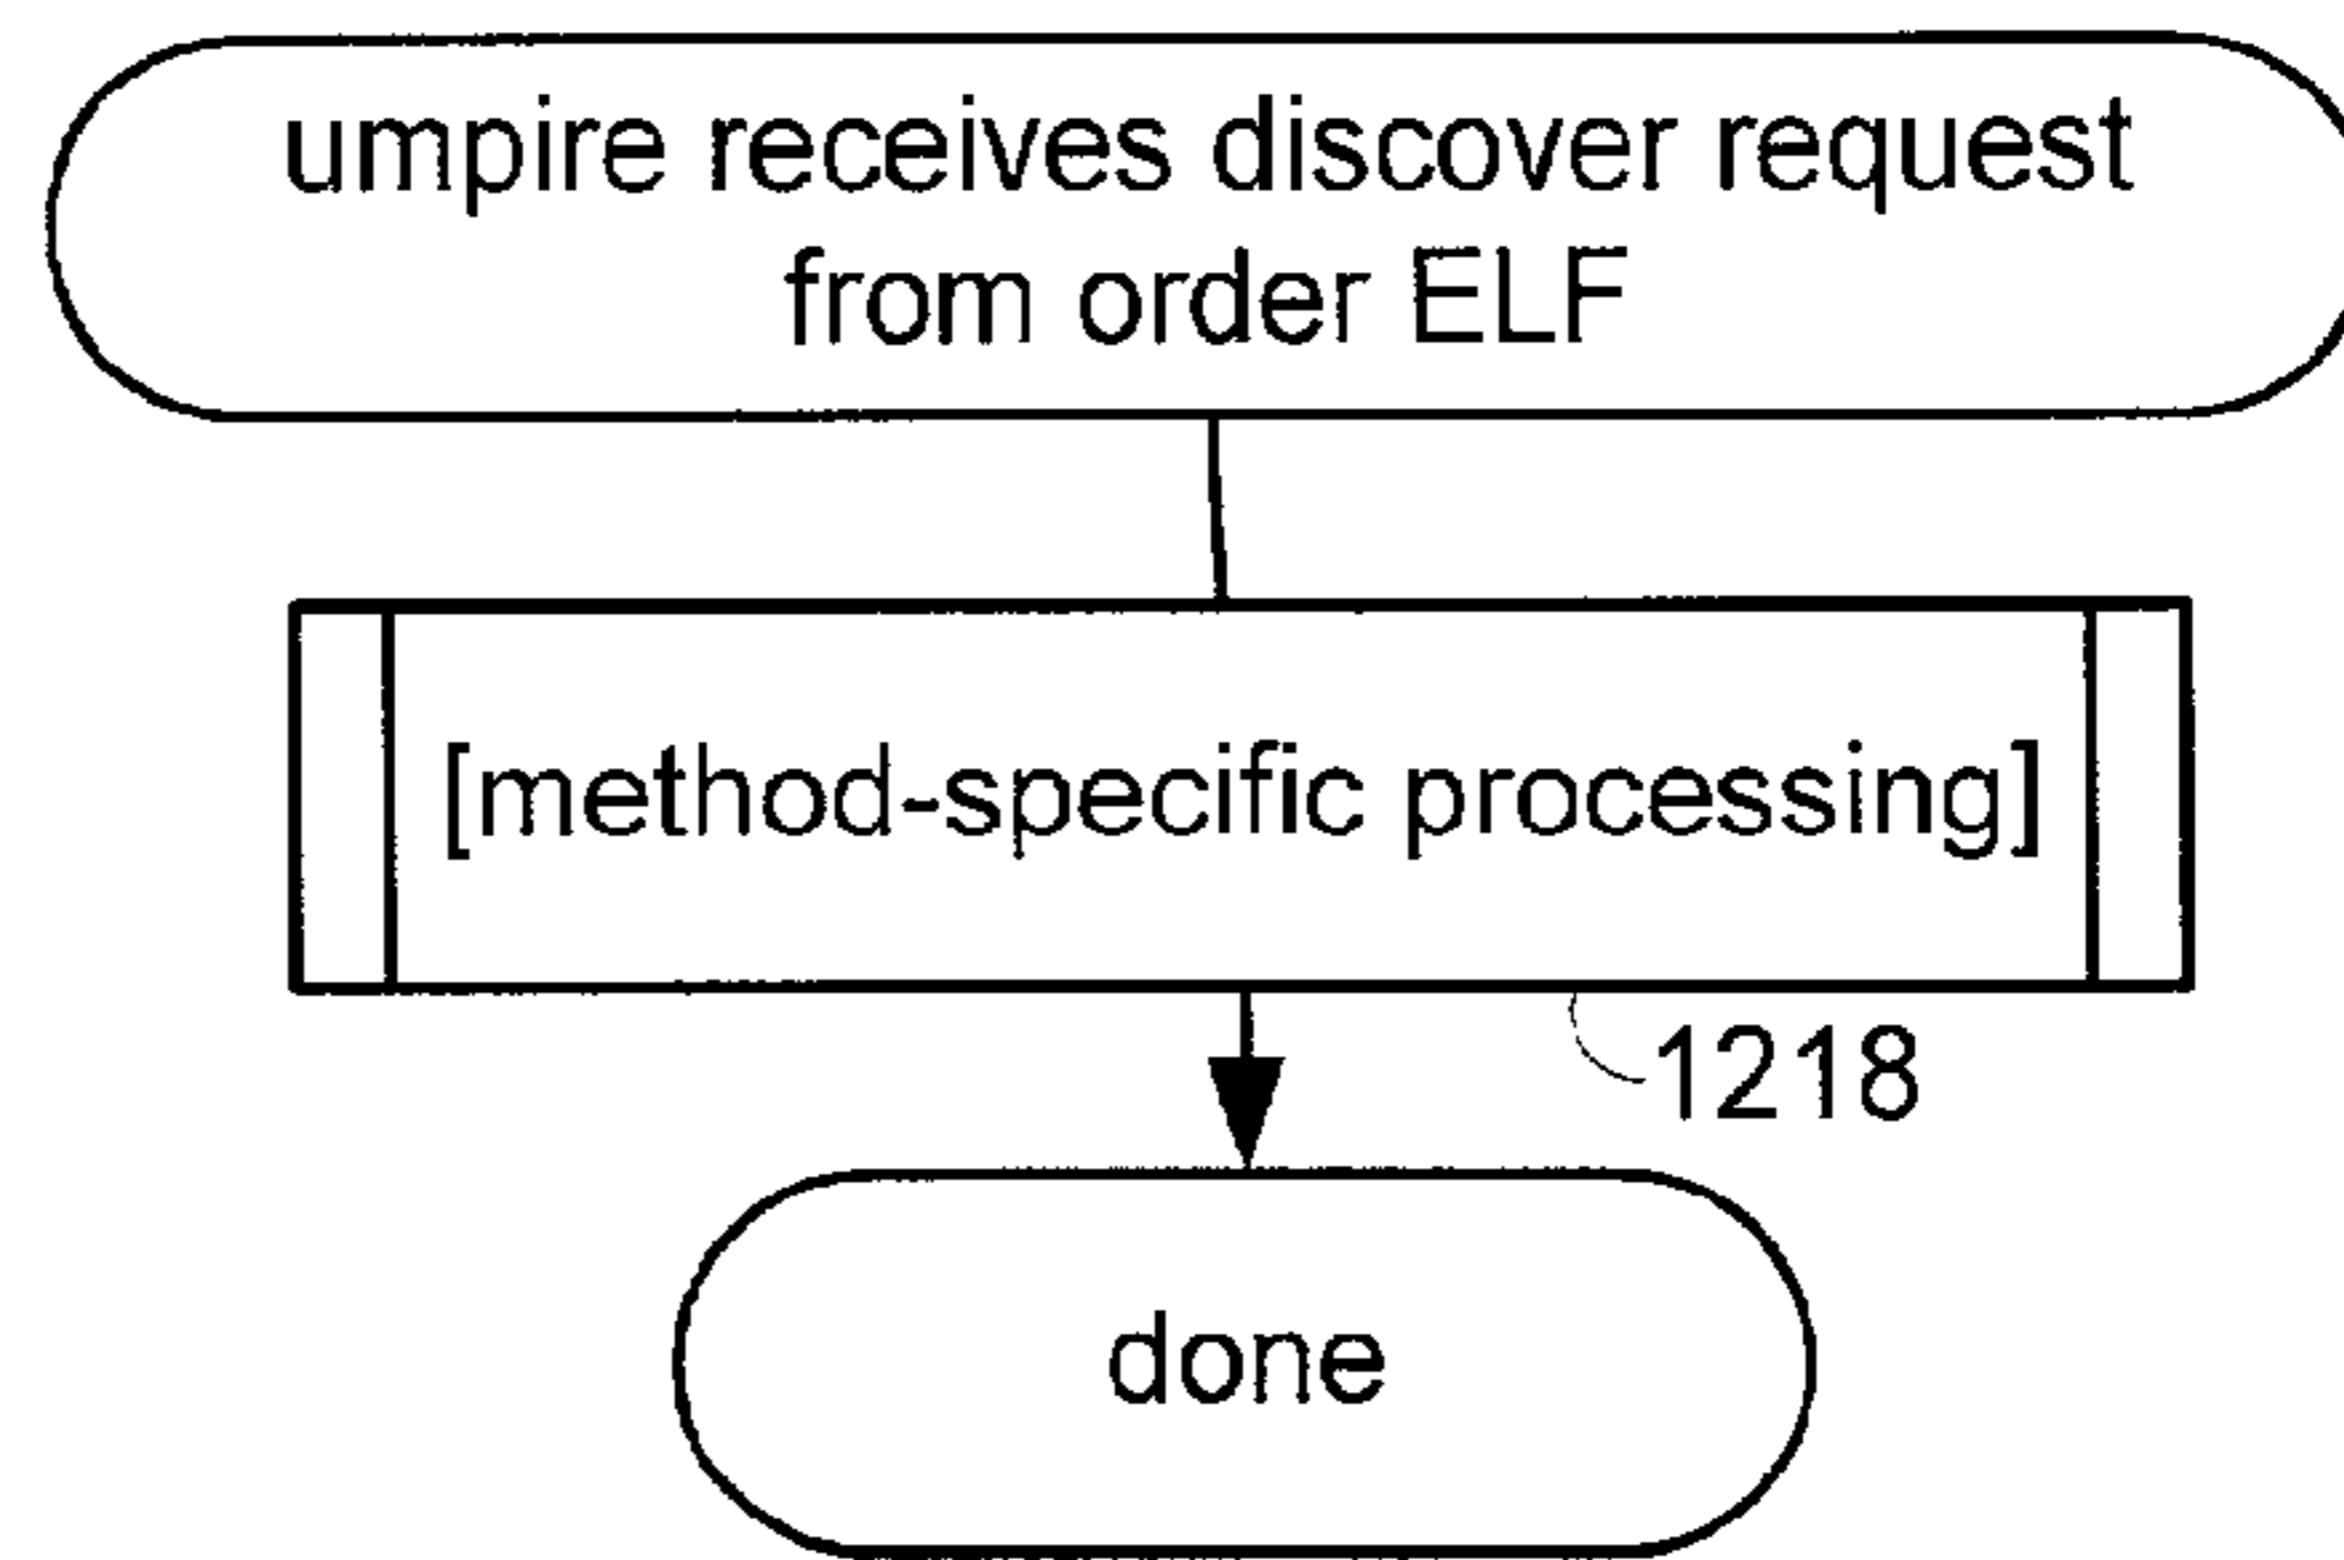 umpire receives discover request
from order ELF
[method-specific processing]
1218
done